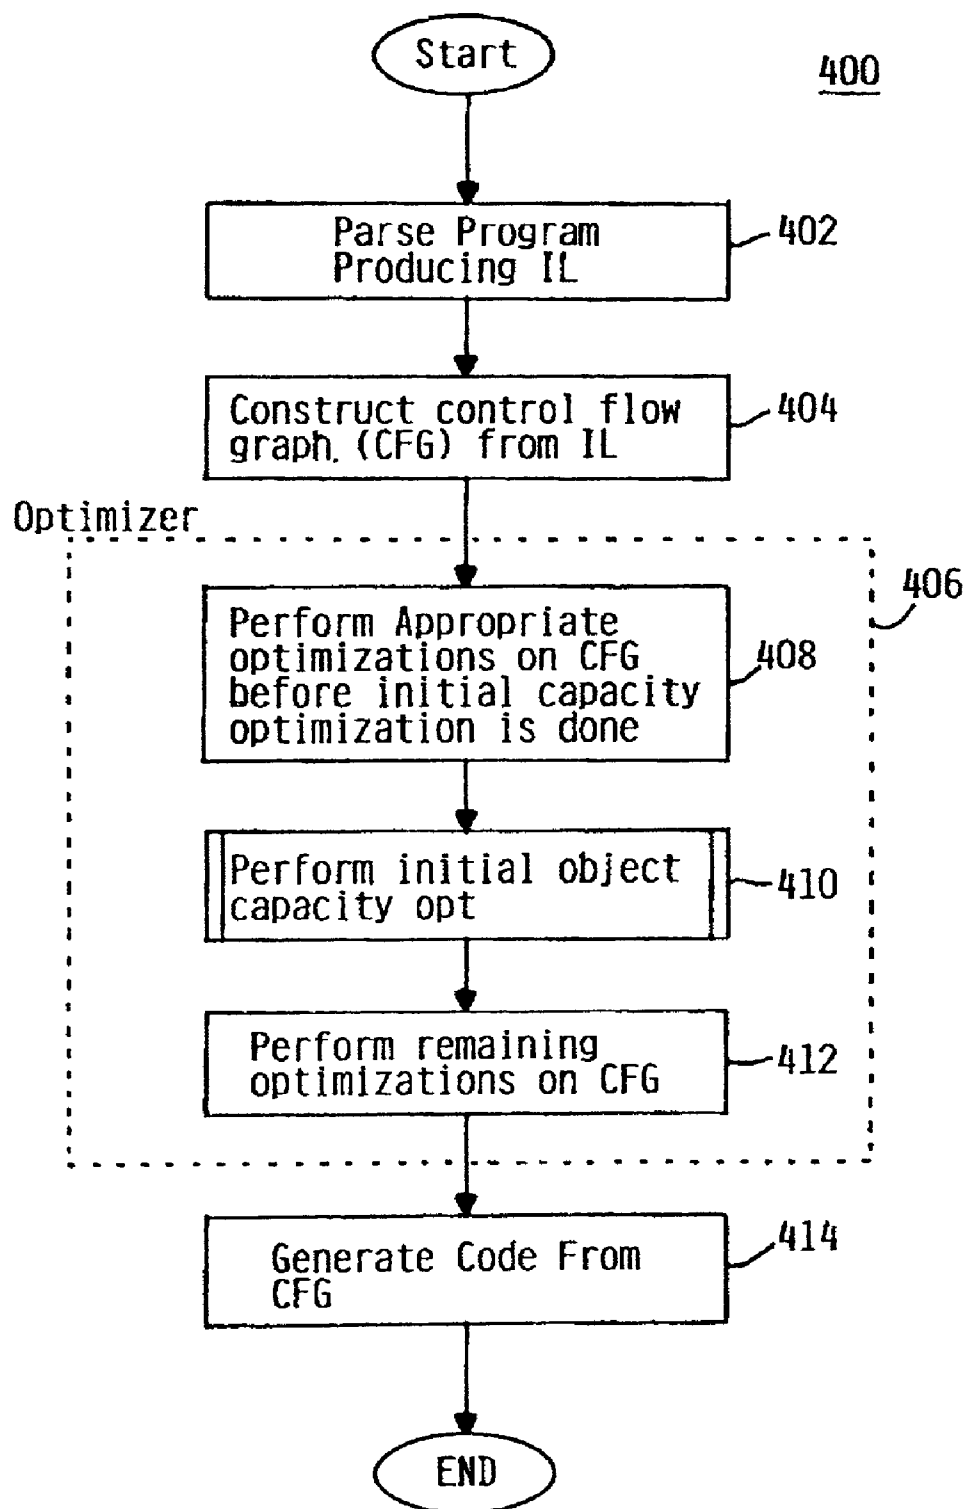 Start
400
Parse Program
Producing IL
402
Construct control flow
graph. (CFG) from IL
404
Optimizer
406
Perform Appropriate
optimizations on CFG
before initial capacity
optimization is done
408
Perform initial object
capacity opt
410
Perform remaining
optimizations on CFG
412
Generate Code From
CFG
414
END